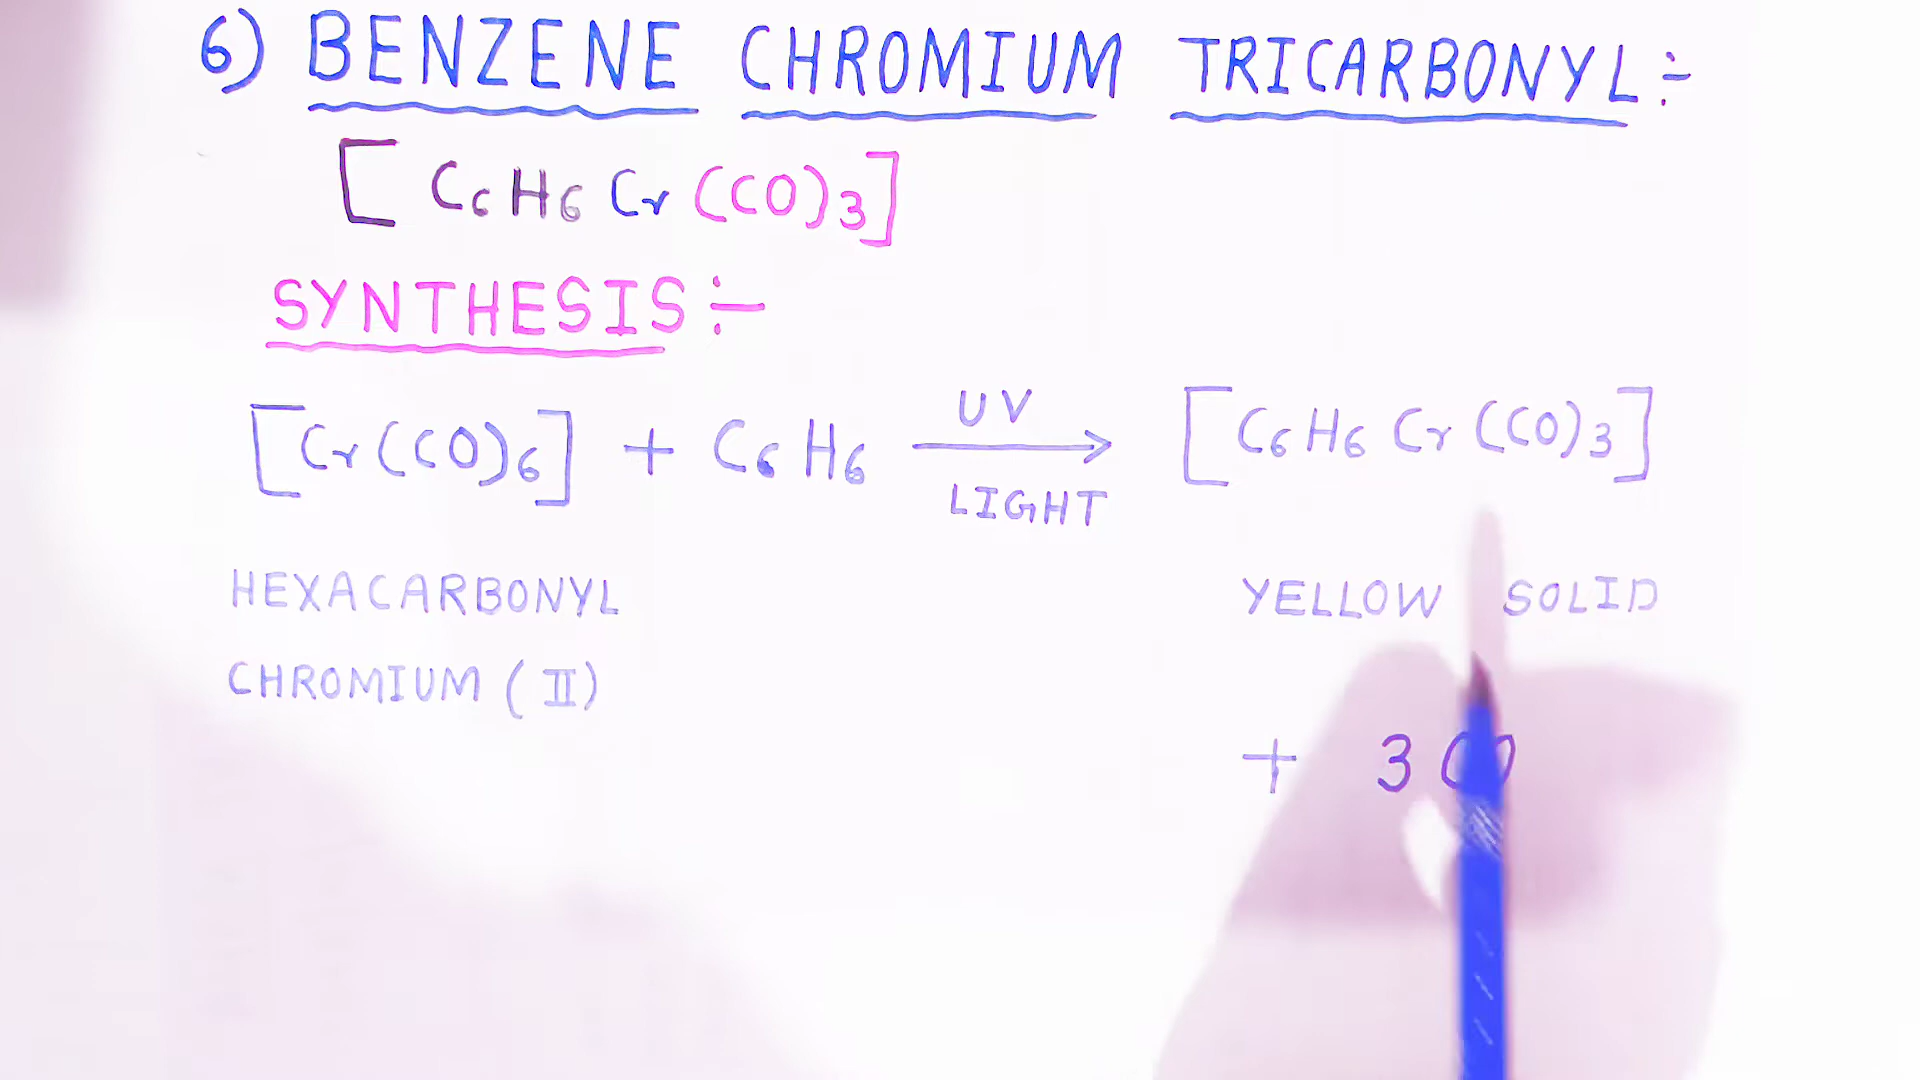 6) BENZENE CHROMIUM TRICARBONYL :-
[ C6H6 Cr (CO)3 ]
SYNTHESIS :-
[Cr(CO)6] + C6H6 UV LIGHT → [C6H6 Cr (CO)3]
HEXACARBONYL YELLOW SOLID
CHROMIUM (II)
+ 3 CO